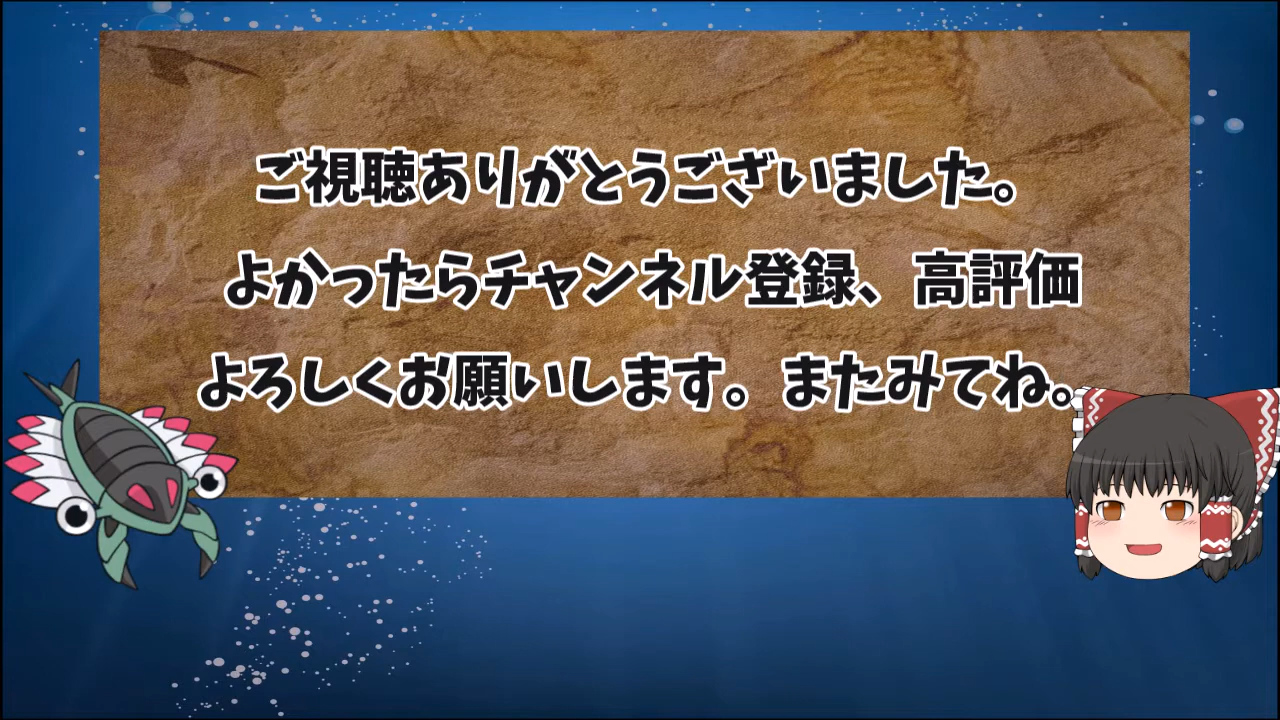 ご視聴ありがとうございました。
よかったらチャンネル登録、高評価
よろしくお願いします。またみてね。